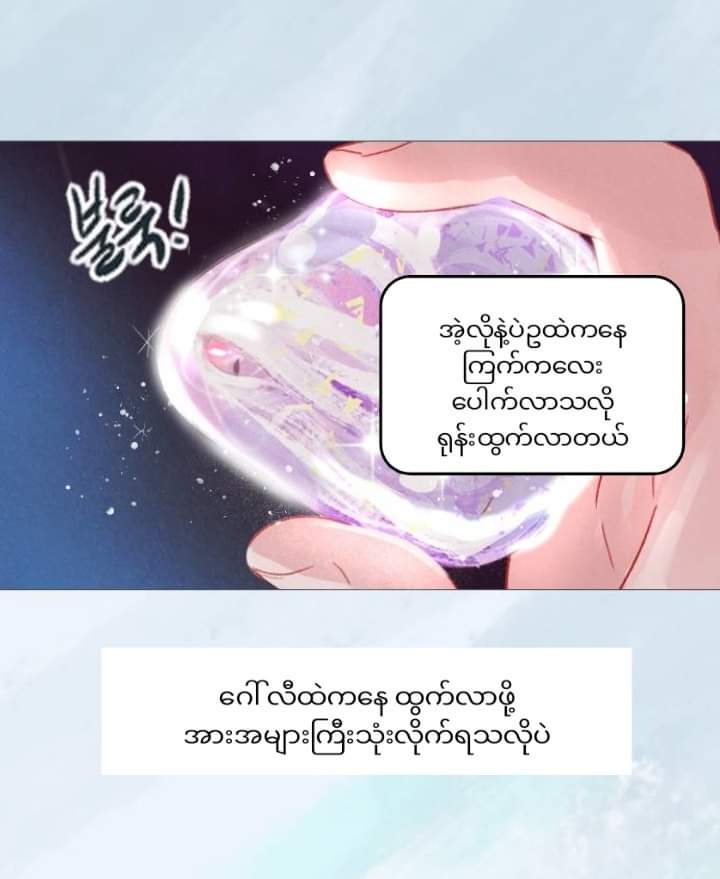 불룩!
အဲ့လိုနဲ့ပဲဥထဲကနေ
ကြက်ကလေး
ပေါက်လာသလို
ရုန်းထွက်လာတယ်
ဂေါ်လီထဲကနေ ထွက်လာဖို့
အားအများကြီးသုံးလိုက်ရသလိုပဲ